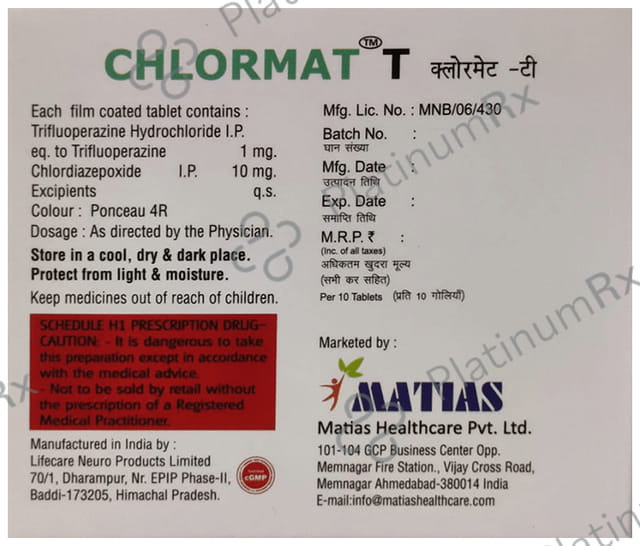 CHLORMAT™ T क्लोरमेट -टी
Each film coated tablet contains :
Trifluoperazine Hydrochloride I.P.
eq. to Trifluoperazine 1 mg.
Chlordiazepoxide I.P. 10 mg.
Excipients q.s.
Colour : Ponceau 4R
Dosage : As directed by the Physician.
Store in a cool, dry & dark place.
Protect from light & moisture.
Keep medicines out of reach of children.
SCHEDULE H1 PRESCRIPTION DRUG-
CAUTION: - It is dangerous to take
this preparation except in accordance
with the medical advice.
- Not to be sold by retail without
the prescription of a Registered
Medical Practitioner.
Manufactured in India by :
Lifecare Neuro Products Limited
70/1, Dharampur, Nr. EPIP Phase-II,
Baddi-173205, Himachal Pradesh.
cGMP
Mfg. Lic. No. : MNB/06/430
Batch No. :
घान संख्या
Mfg. Date :
उत्पादन तिथि
Exp. Date :
समाप्ति तिथि
M.R.P. ₹ :
(Inc. of all taxes)
अधिकतम खुदरा मूल्य
(सभी कर सहित)
Per 10 Tablets (प्रति 10 गोलियाँ)
Marketed by :
MATIAS
Matias Healthcare Pvt. Ltd.
101-104 GCP Business Center Opp.
Memnagar Fire Station., Vijay Cross Road,
Memnagar Ahmedabad-380014 India
E-mail:info@matiashealthcare.com
PlatinumRx
PlatinumRx